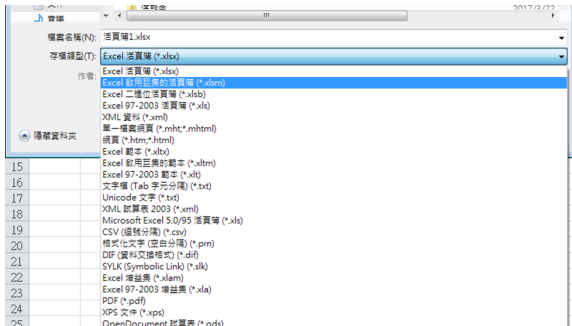 音樂
2017/3/22
檔案名稱(N): 活頁簿1.xlsx
存檔類型(T): Excel 活頁簿 (*.xlsx)
作者:
Excel 活頁簿 (*.xlsx)
Excel 啟用巨集的活頁簿 (*.xlsm)
Excel 二進位活頁簿 (*.xlsb)
Excel 97-2003 活頁簿 (*.xls)
XML 資料 (*.xml)
單一檔案網頁 (*.mht;*.mhtml)
網頁 (*.htm;*.html)
隱藏資料夾
Excel 範本 (*.xltx)
Excel 啟用巨集的範本 (*.xltm)
Excel 97-2003 範本 (*.xlt)
文字檔 (Tab 字元分隔) (*.txt)
Unicode 文字 (*.txt)
XML 試算表 2003 (*.xml)
Microsoft Excel 5.0/95 活頁簿 (*.xls)
CSV (逗號分隔) (*.csv)
格式化文字 (空白分隔) (*.prn)
DIF (資料交換格式) (*.dif)
SYLK (Symbolic Link) (*.slk)
Excel 增益集 (*.xlam)
Excel 97-2003 增益集 (*.xla)
PDF (*.pdf)
XPS 文件 (*.xps)
OpenDocument 試算表 (*.ods)
15
16
17
18
19
20
21
22
23
24
25